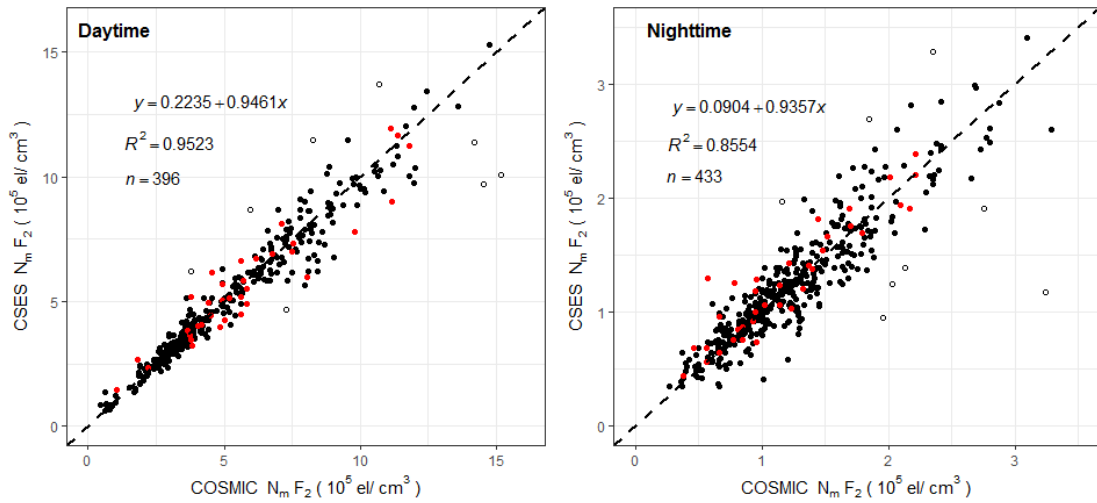 Daytime
y = 0.2235 + 0.9461x
R² = 0.9523
n = 396
15
10
5
0
CSES NmF2 ( 10⁵ el/ cm³ )
0 5 10 15
COSMIC NmF2 ( 10⁵ el/ cm³ )
Nighttime
y = 0.0904 + 0.9357x
R² = 0.8554
n = 433
3
2
1
0
CSES NmF2 ( 10⁵ el/ cm³ )
0 1 2 3
COSMIC NmF2 ( 10⁵ el/ cm³ )